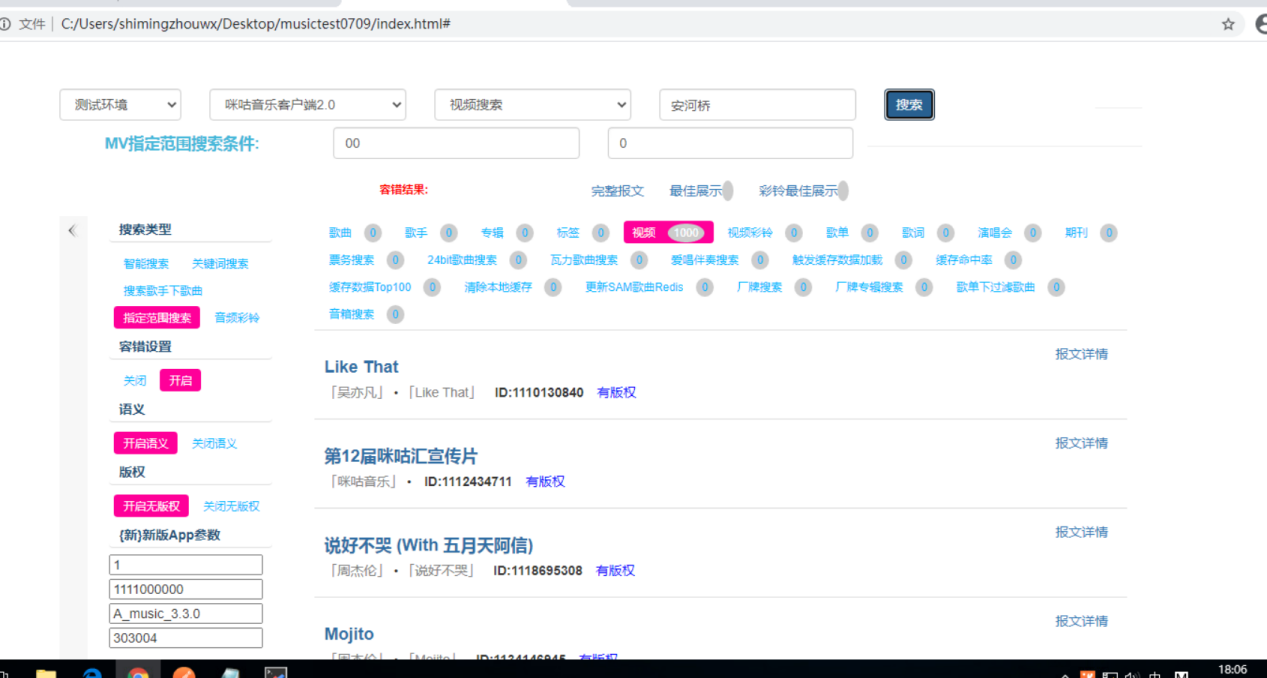 文件 C:/Users/shimingzhouwx/Desktop/musictest0709/index.html#
测试环境 咪咕音乐客户端2.0 视频搜索 安河桥 搜索
MV指定范围搜索条件: 00 0
容错结果: 完整报文 最佳展示 彩铃最佳展示
搜索类型
智能搜索 关键词搜索
搜索歌手下歌曲
指定范围搜索 音频彩铃
容错设置
关闭 开启
语义
开启语义 关闭语义
版权
开启无版权 关闭无版权
{新}新版App参数
1
1111000000
A_music_3.3.0
303004
歌曲 0 歌手 0 专辑 0 标签 0 视频 1000 视频彩铃 0 歌单 0 歌词 0 演唱会 0 期刊 0
票务搜索 0 24bit歌曲搜索 0 瓦力歌曲搜索 0 爱唱伴奏搜索 0 触发缓存数据加载 0 缓存命中率 0
缓存数据Top100 0 清除本地缓存 0 更新SAM歌曲Redis 0 厂牌搜索 0 厂牌专辑搜索 0 歌单下过滤歌曲 0
音箱搜索 0
报文详情
Like That
「吴亦凡」 • 「Like That」 ID:1110130840 有版权
报文详情
第12届咪咕汇宣传片
「咪咕音乐」 • ID:1112434711 有版权
报文详情
说好不哭 (With 五月天阿信)
「周杰伦」 • 「说好不哭」 ID:1118695308 有版权
报文详情
Mojito
「周杰伦」 • 「Mojito」 ID:1134146945 有版权
中 M 18:06